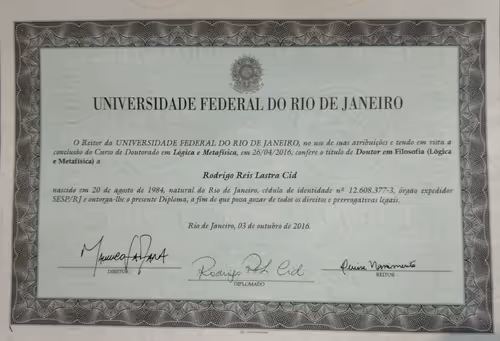 UNIVERSIDADE FEDERAL DO RIO DE JANEIRO
O Reitor da UNIVERSIDADE FEDERAL DO RIO DE JANEIRO, no uso de suas atribuições e tendo em vista a
conclusão do Curso de Doutorado em Lógica e Metafísica, em 26/04/2016, confere o título de Doutor em Filosofia (Lógica
e Metafísica) a
Rodrigo Reis Lastra Cid
nascido em 20 de agosto de 1984, natural do Rio de Janeiro, cédula de identidade nº 12.608.377-3, órgão expedidor
SESP/RJ e outorga-lhe o presente Diploma, a fim de que possa gozar de todos os direitos e prerrogativas legais.
Rio de Janeiro, 03 de outubro de 2016.
Rodrigo Cid
DIRETOR
DIPLOMADO
REITOR